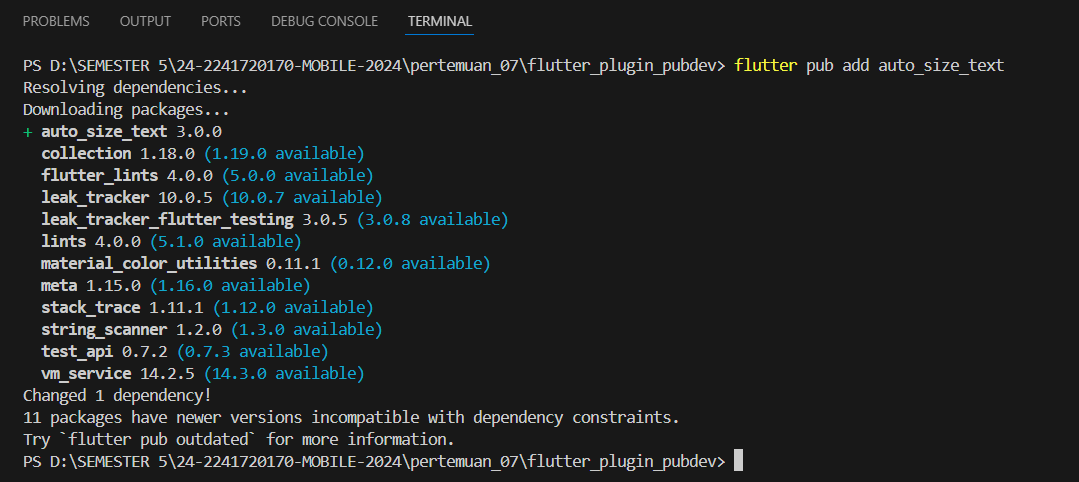 PROBLEMS OUTPUT PORTS DEBUG CONSOLE TERMINAL
PS D:\SEMESTER 5\24-2241720170-MOBILE-2024\pertemuan_07\flutter_plugin_pubdev> flutter pub add auto_size_text
Resolving dependencies...
Downloading packages...
+ auto_size_text 3.0.0
  collection 1.18.0 (1.19.0 available)
  flutter_lints 4.0.0 (5.0.0 available)
  leak_tracker 10.0.5 (10.0.7 available)
  leak_tracker_flutter_testing 3.0.5 (3.0.8 available)
  lints 4.0.0 (5.1.0 available)
  material_color_utilities 0.11.1 (0.12.0 available)
  meta 1.15.0 (1.16.0 available)
  stack_trace 1.11.1 (1.12.0 available)
  string_scanner 1.2.0 (1.3.0 available)
  test_api 0.7.2 (0.7.3 available)
  vm_service 14.2.5 (14.3.0 available)
Changed 1 dependency!
11 packages have newer versions incompatible with dependency constraints.
Try `flutter pub outdated` for more information.
PS D:\SEMESTER 5\24-2241720170-MOBILE-2024\pertemuan_07\flutter_plugin_pubdev>